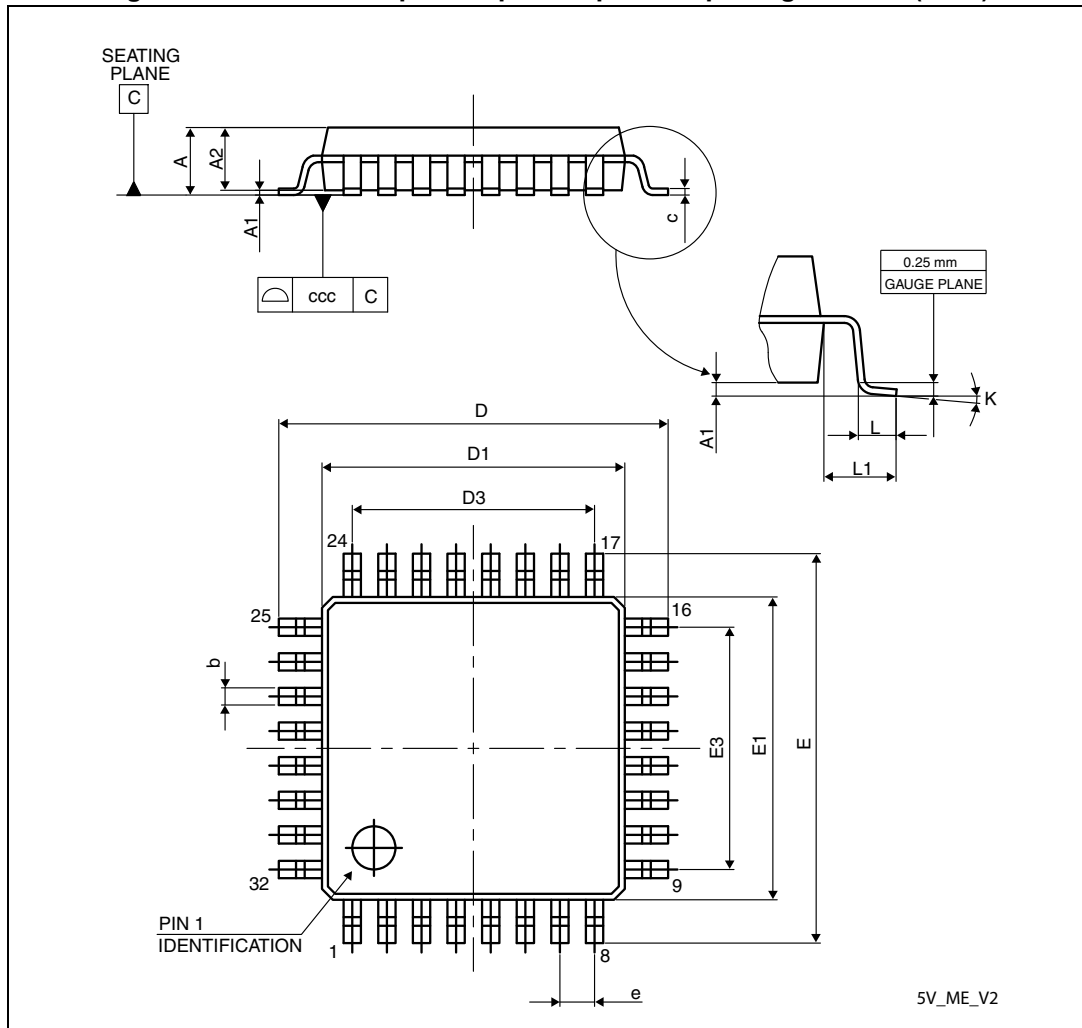 SEATING
PLANE
C
A
A2
A1
c
ccc C
0.25 mm
GAUGE PLANE
A1
K
L
L1
D
D1
D3
24
17
25
16
b
E3
E1
E
32
9
PIN 1
IDENTIFICATION
1
8
e
5V_ME_V2